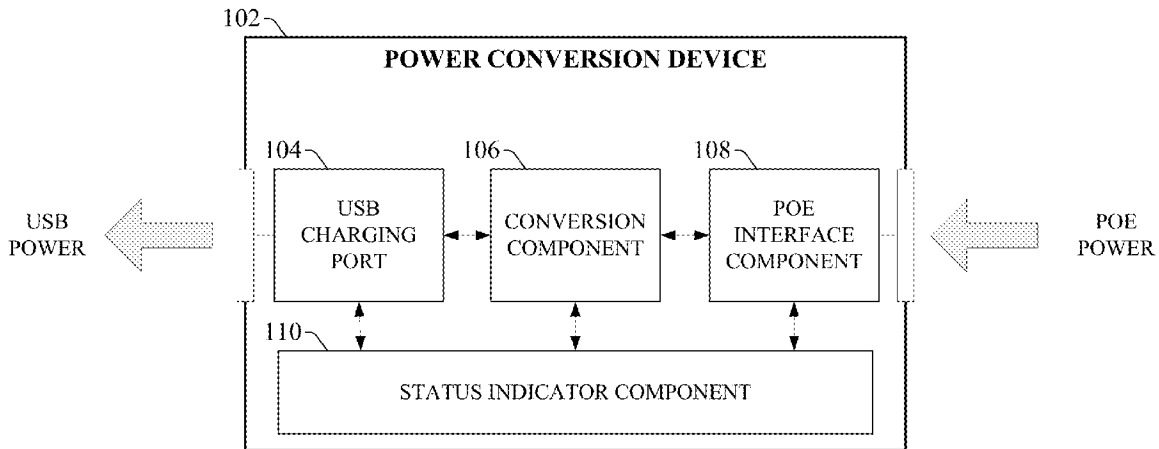 102
POWER CONVERSION DEVICE
104
106
108
USB
POWER
USB
CHARGING
PORT
CONVERSION
COMPONENT
POE
INTERFACE
COMPONENT
POE
POWER
110
STATUS INDICATOR COMPONENT